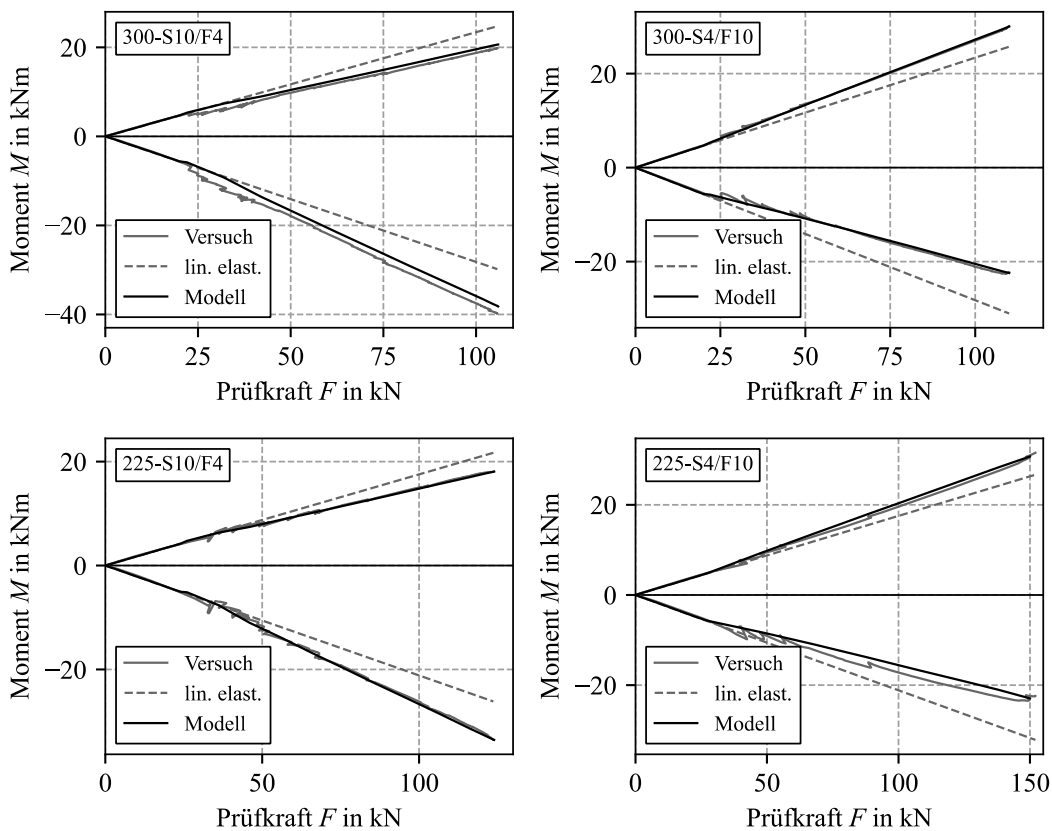 300-S10/F4
20
0
−20
−40
Moment M in kNm
Versuch
lin. elast.
Modell
0
25
50
75
100
Prüfkraft F in kN
300-S4/F10
20
0
−20
Moment M in kNm
Versuch
lin. elast.
Modell
0
25
50
75
100
Prüfkraft F in kN
225-S10/F4
20
0
−20
Moment M in kNm
Versuch
lin. elast.
Modell
0
50
100
Prüfkraft F in kN
225-S4/F10
20
0
−20
Moment M in kNm
Versuch
lin. elast.
Modell
0
50
100
150
Prüfkraft F in kN